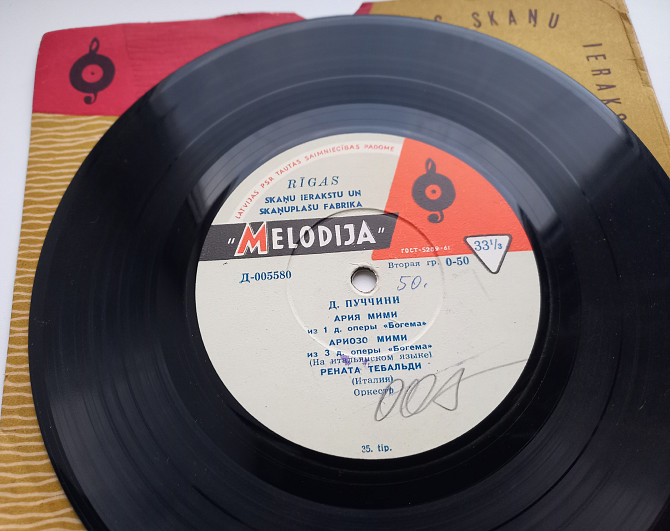 SKAŅU
IERAKS
LATVIJAS PSR TAUTAS SAIMNIECĪBAS PADOME
RĪGAS
SKAŅU IERAKSTU UN
SKAŅUPLAŠU FABRIKA
"MELODIJA"
ГОСТ-5289-61
33⅓
Д-005580
Вторая гр. 0-50
50.
Д. ПУЧЧИНИ
АРИЯ МИМИ
из 1 д. оперы «Богема»
АРИОЗО МИМИ
из 3 д. оперы «Богема»
(На итальянском языке)
РЕНАТА ТЕБАЛЬДИ
(Италия)
Оркестр
35. tip.